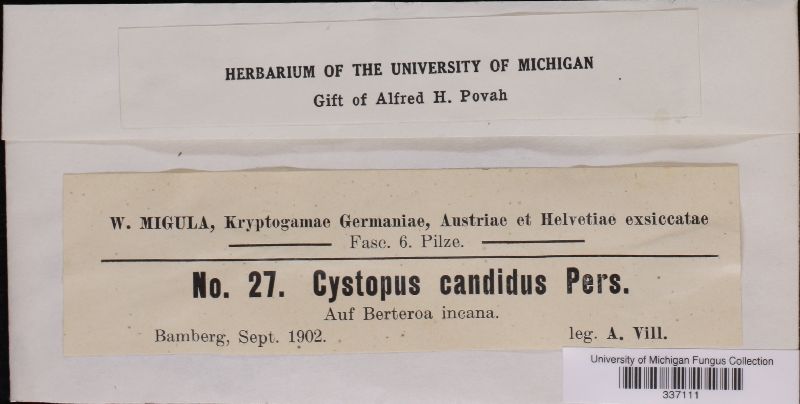 HERBARIUM OF THE UNIVERSITY OF MICHIGAN
Gift of Alfred H. Povah
W. MIGULA, Kryptogamae Germaniae, Austriae et Helvetiae exsiccatae
Fasc. 6. Pilze.
No. 27. Cystopus candidus Pers.
Auf Berteroa incana.
Bamberg, Sept. 1902. leg. A. Vill.
University of Michigan Fungus Collection
337111